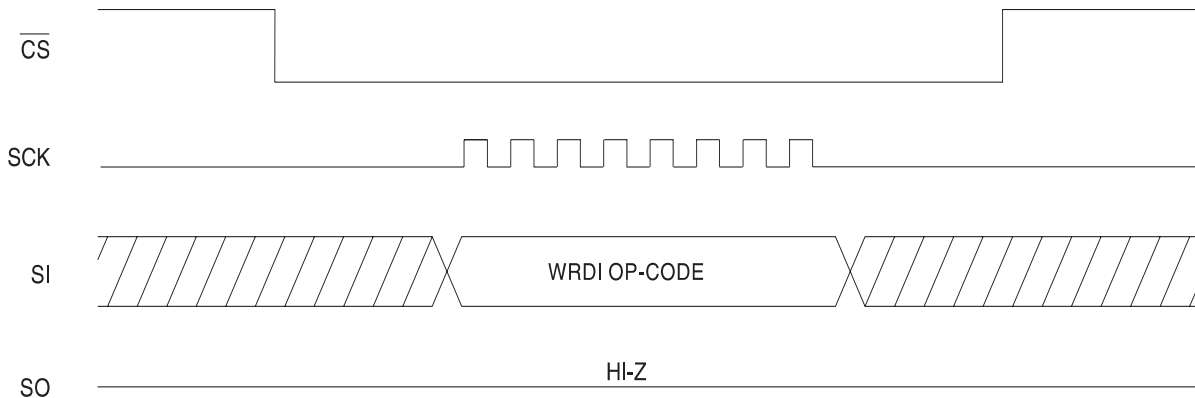 CS
SCK
SI
WRDI OP-CODE
HI-Z
SO